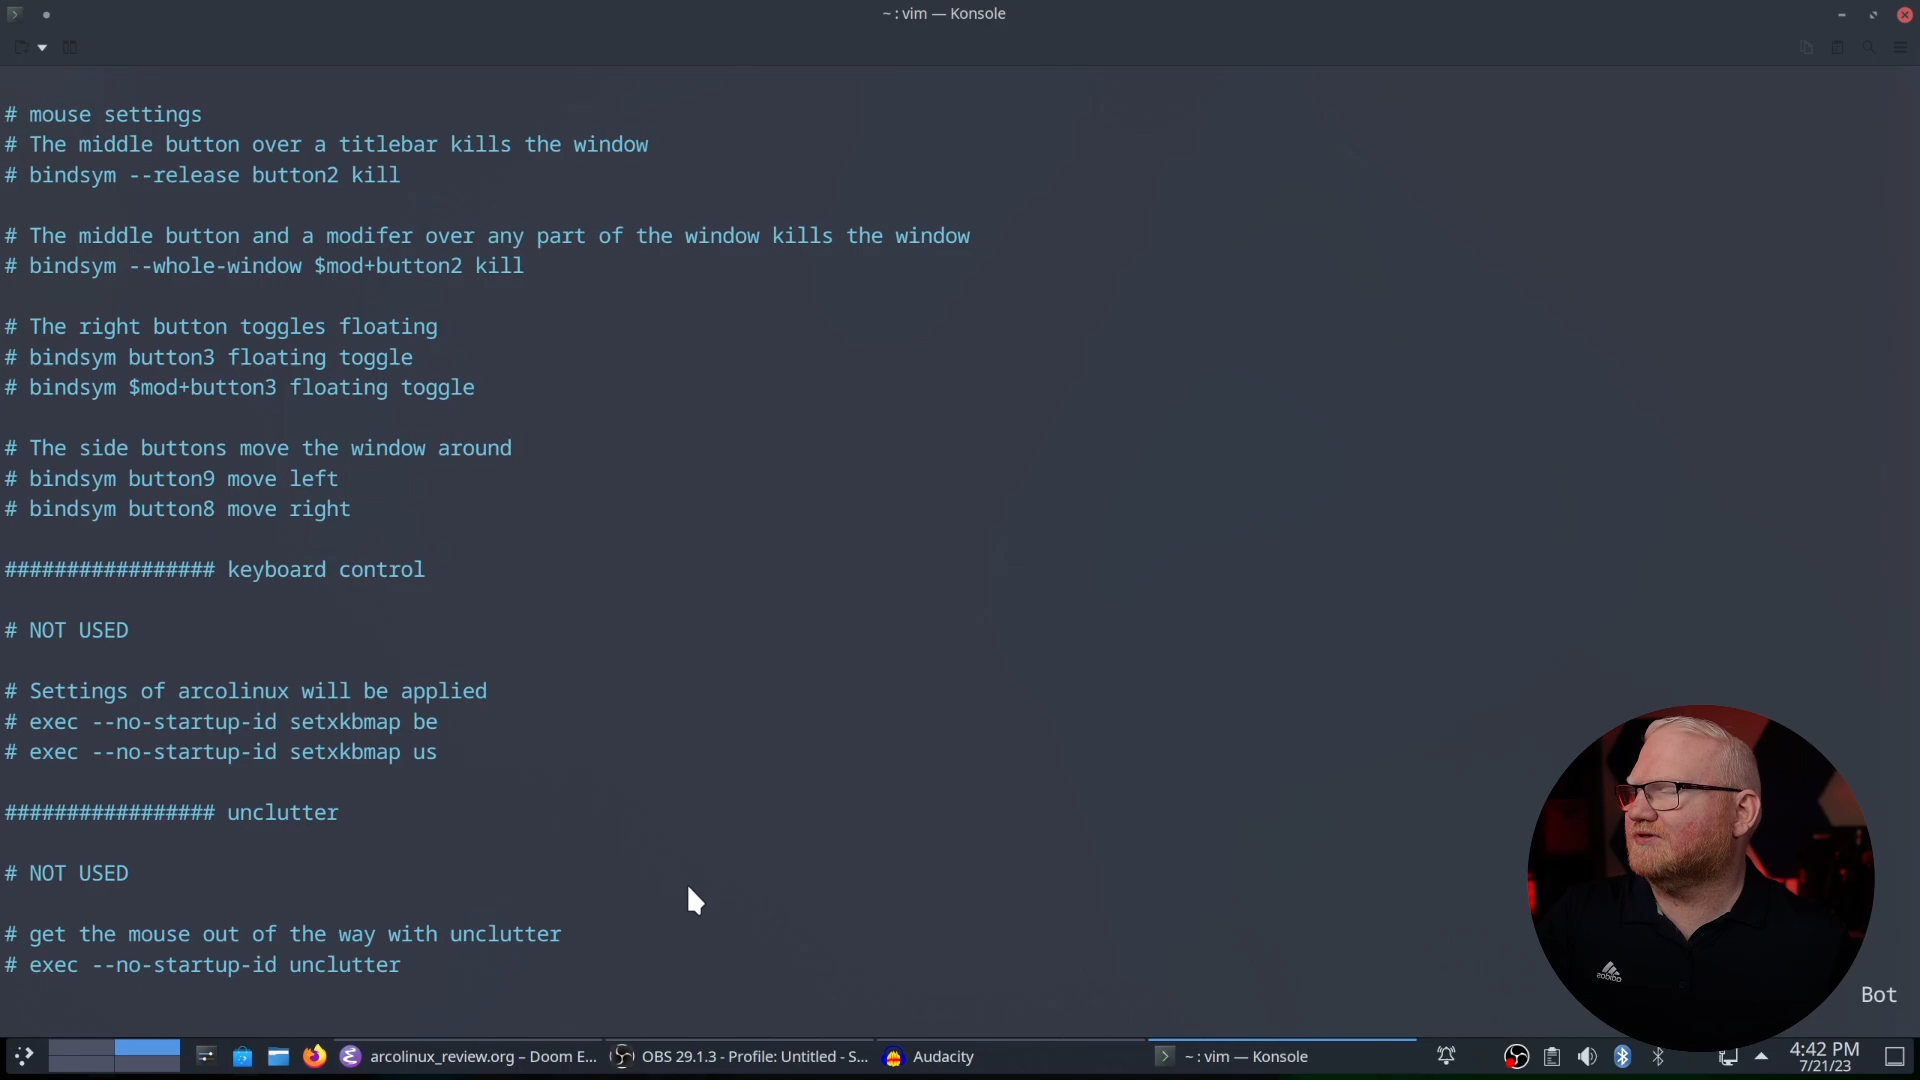 ~ : vim — Konsole
# mouse settings
# The middle button over a titlebar kills the window
# bindsym --release button2 kill
# The middle button and a modifer over any part of the window kills the window
# bindsym --whole-window $mod+button2 kill
# The right button toggles floating
# bindsym button3 floating toggle
# bindsym $mod+button3 floating toggle
# The side buttons move the window around
# bindsym button9 move left
# bindsym button8 move right
################# keyboard control
# NOT USED
# Settings of arcolinux will be applied
# exec --no-startup-id setxkbmap be
# exec --no-startup-id setxkbmap us
################# unclutter
# NOT USED
# get the mouse out of the way with unclutter
# exec --no-startup-id unclutter
adidas
Bot
arcolinux_review.org – Doom E...
OBS 29.1.3 - Profile: Untitled - S...
Audacity
~ : vim — Konsole
4:42 PM
7/21/23